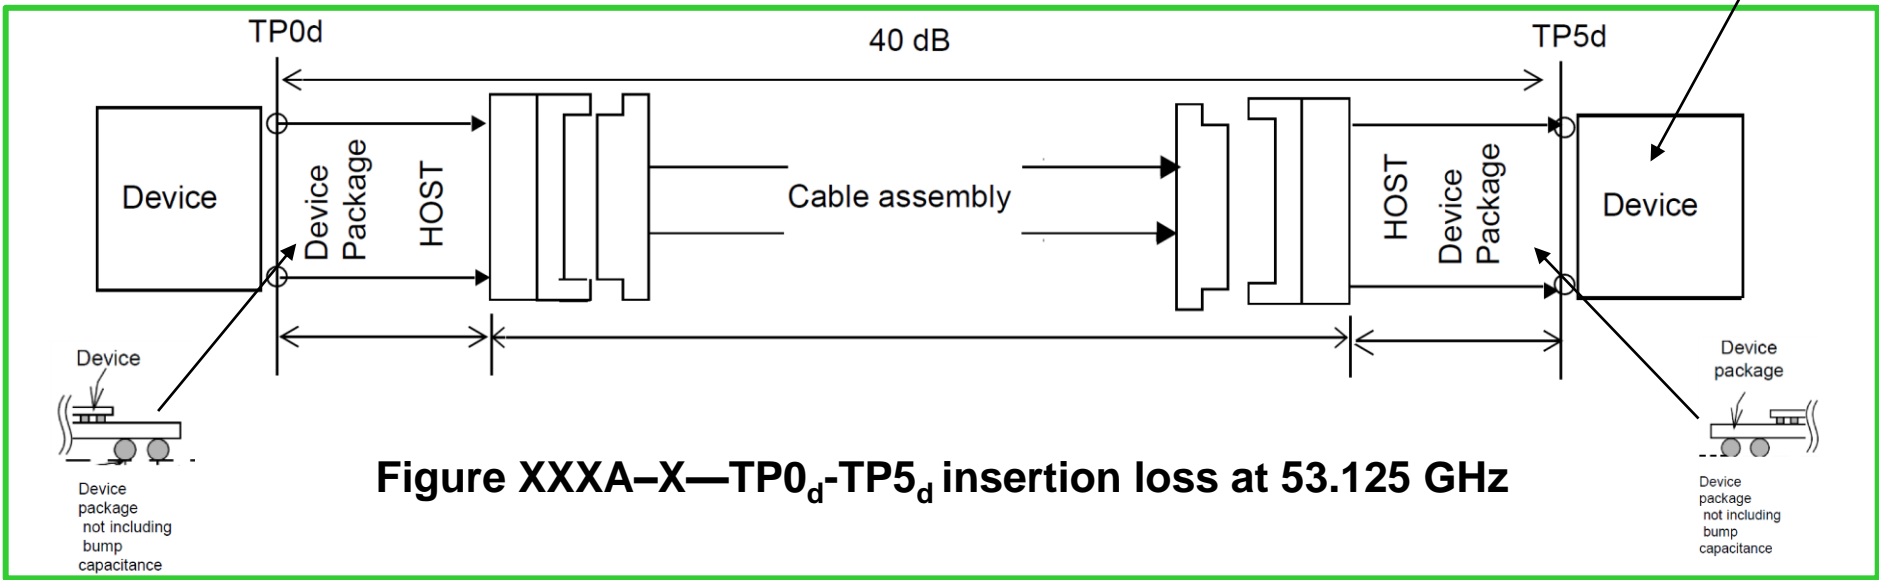 TP0d
40 dB
TP5d
Device
Device
Package
HOST
Cable assembly
HOST
Device
Package
Device
Device
Device
package
not including
bump
capacitance
Device
package
Device
package
not including
bump
capacitance
Figure XXXA–X—TP0d-TP5d insertion loss at 53.125 GHz